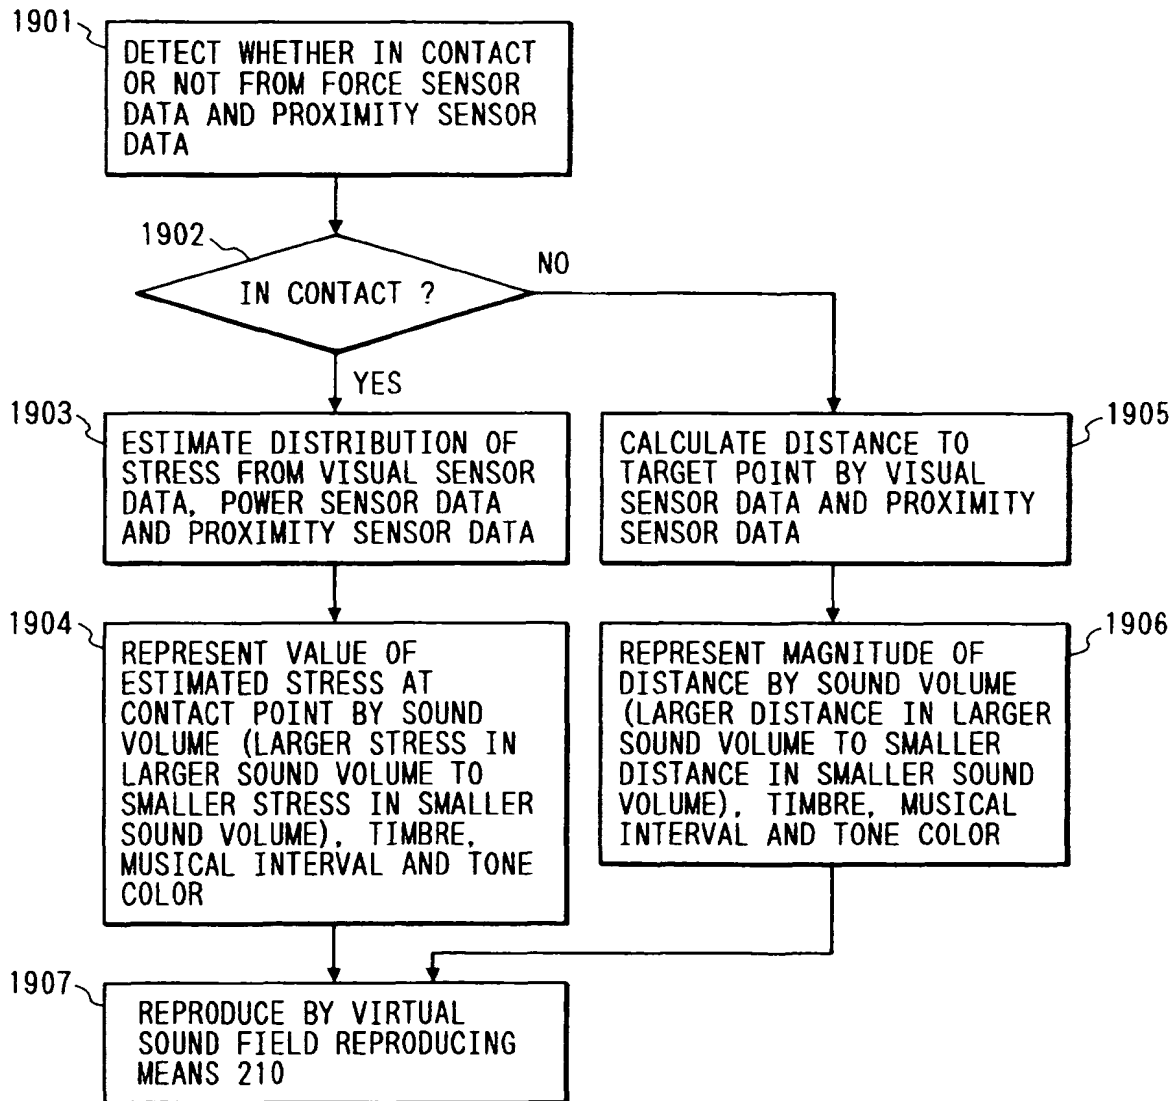 1901
DETECT WHETHER IN CONTACT
OR NOT FROM FORCE SENSOR
DATA AND PROXIMITY SENSOR
DATA
1902
IN CONTACT ?
NO
YES
1903
ESTIMATE DISTRIBUTION OF
STRESS FROM VISUAL SENSOR
DATA, POWER SENSOR DATA
AND PROXIMITY SENSOR DATA
1905
CALCULATE DISTANCE TO
TARGET POINT BY VISUAL
SENSOR DATA AND PROXIMITY
SENSOR DATA
1904
REPRESENT VALUE OF
ESTIMATED STRESS AT
CONTACT POINT BY SOUND
VOLUME (LARGER STRESS IN
LARGER SOUND VOLUME TO
SMALLER STRESS IN SMALLER
SOUND VOLUME), TIMBRE,
MUSICAL INTERVAL AND TONE
COLOR
1906
REPRESENT MAGNITUDE OF
DISTANCE BY SOUND VOLUME
(LARGER DISTANCE IN LARGER
SOUND VOLUME TO SMALLER
DISTANCE IN SMALLER SOUND
VOLUME), TIMBRE, MUSICAL
INTERVAL AND TONE COLOR
1907
REPRODUCE BY VIRTUAL
SOUND FIELD REPRODUCING
MEANS 210